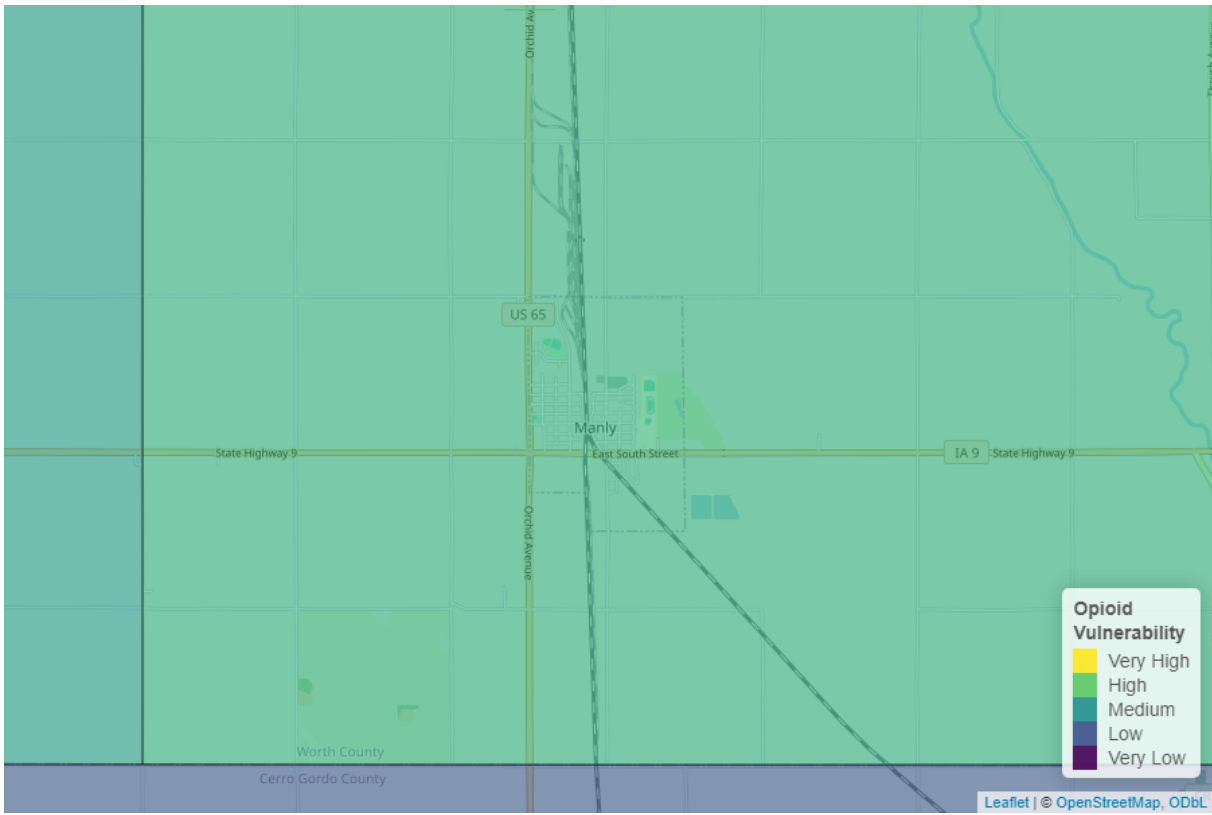 Orchid Av
US 65
Manly
State Highway 9
East South Street
IA 9
State Highway 9
Orchid Avenue
Worth County
Cerro Gordo County
Opioid
Vulnerability
Very High
High
Medium
Low
Very Low
Leaflet | © OpenStreetMap, ODbL